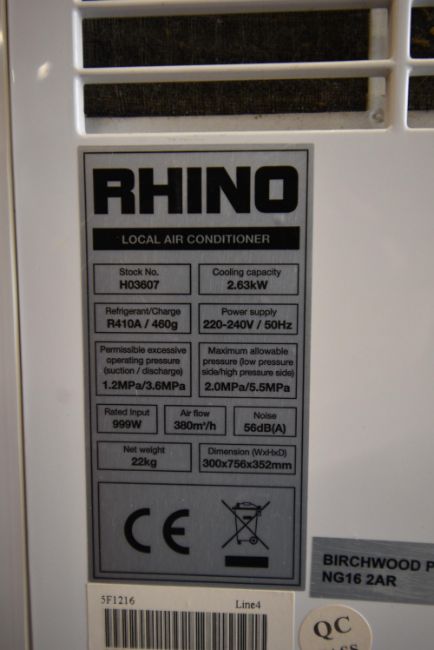 RHINO
LOCAL AIR CONDITIONER
Stock No.
H03607
Cooling capacity
2.63kW
Refrigerant/Charge
R410A / 460g
Power supply
220-240V / 50Hz
Permissible excessive
operating pressure
(suction / discharge)
1.2MPa/3.6MPa
Maximum allowable
pressure (low pressure
side/high pressure side)
2.0MPa/5.5MPa
Rated Input
999W
Air flow
380m³/h
Noise
56dB(A)
Net weight
22kg
Dimension (WxHxD)
300x756x352mm
CE
BIRCHWOOD P
NG16 2AR
5F1216
Line4
QC